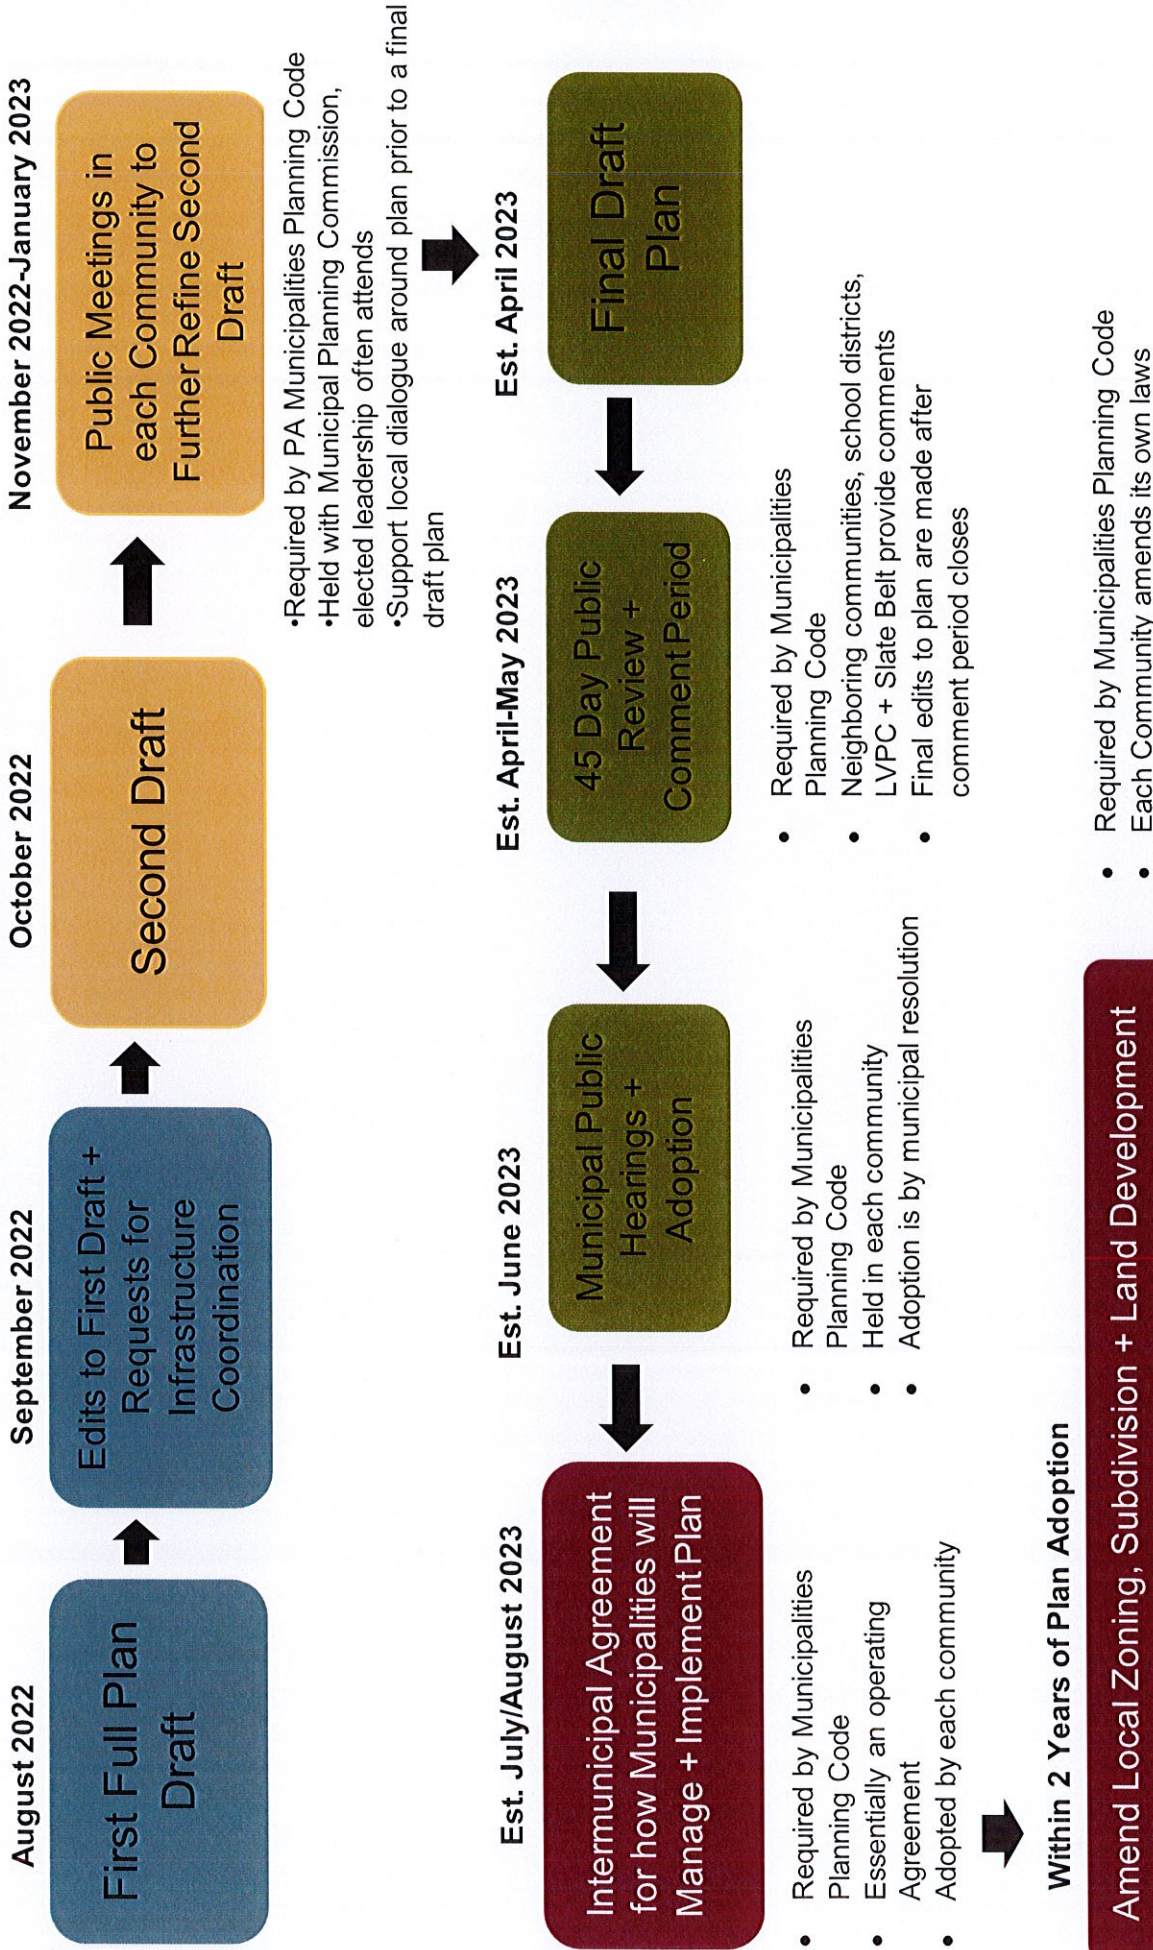 August 2022
First Full Plan
Draft
September 2022
Edits to First Draft +
Requests for
Infrastructure
Coordination
October 2022
Second Draft
November 2022-January 2023
Public Meetings in
each Community to
Further Refine Second
Draft
•Required by PA Municipalities Planning Code
•Held with Municipal Planning Commission,
elected leadership often attends
•Support local dialogue around plan prior to a final
draft plan
Est. April 2023
Final Draft
Plan
Est. April-May 2023
45 Day Public
Review +
Comment Period
• Required by Municipalities
Planning Code
• Neighboring communities, school districts,
LVPC + Slate Belt provide comments
• Final edits to plan are made after
comment period closes
Est. June 2023
Municipal Public
Hearings +
Adoption
• Required by Municipalities
Planning Code
• Held in each community
• Adoption is by municipal resolution
Est. July/August 2023
Intermunicipal Agreement
for how Municipalities will
Manage + Implement Plan
• Required by Municipalities
Planning Code
• Essentially an operating
Agreement
• Adopted by each community
Within 2 Years of Plan Adoption
Amend Local Zoning, Subdivision + Land Development
• Required by Municipalities Planning Code
• Each Community amends its own laws